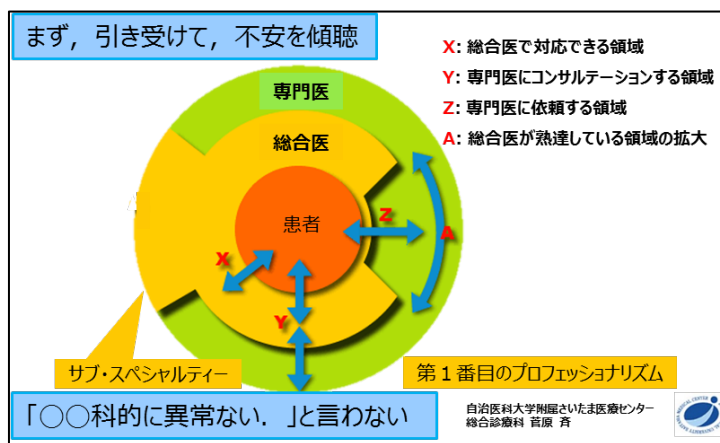 まず，引き受けて，不安を傾聴
X: 総合医で対応できる領域
Y: 専門医にコンサルテーションする領域
Z: 専門医に依頼する領域
A: 総合医が熟達している領域の拡大
専門医
総合医
患者
Z
A
X
Y
サブ・スペシャルティー
第１番目のプロフェッショナリズム
「○○科的に異常ない．」と言わない
自治医科大学附属さいたま医療センター
総合診療科 菅原 斉